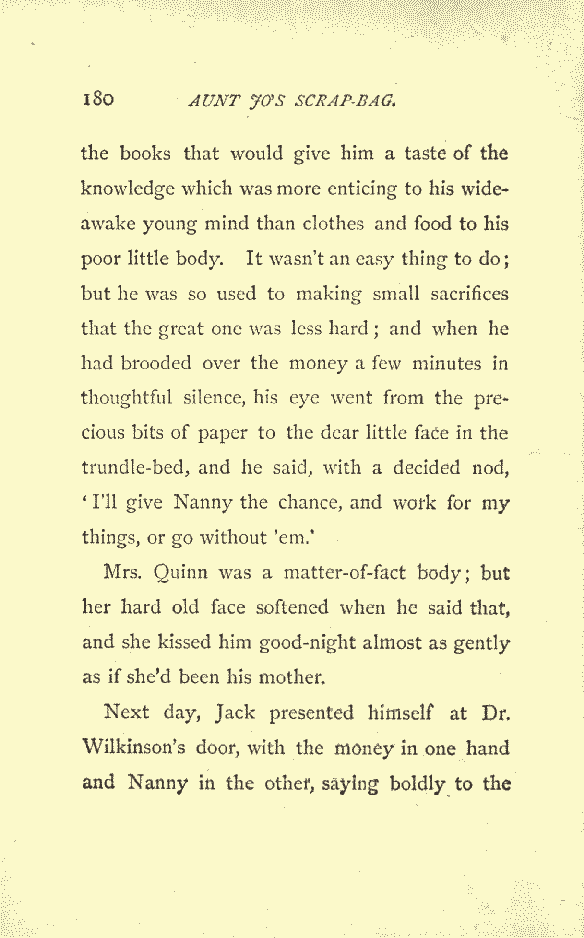 180 AUNT JO'S SCRAP-BAG.
the books that would give him a taste of the
knowledge which was more enticing to his wide-
awake young mind than clothes and food to his
poor little body. It wasn't an easy thing to do;
but he was so used to making small sacrifices
that the great one was less hard; and when he
had brooded over the money a few minutes in
thoughtful silence, his eye went from the pre-
cious bits of paper to the dear little face in the
trundle-bed, and he said, with a decided nod,
'I'll give Nanny the chance, and work for my
things, or go without 'em.'
Mrs. Quinn was a matter-of-fact body; but
her hard old face softened when he said that,
and she kissed him good-night almost as gently
as if she'd been his mother.
Next day, Jack presented himself at Dr.
Wilkinson's door, with the money in one hand
and Nanny in the other, saying boldly to the